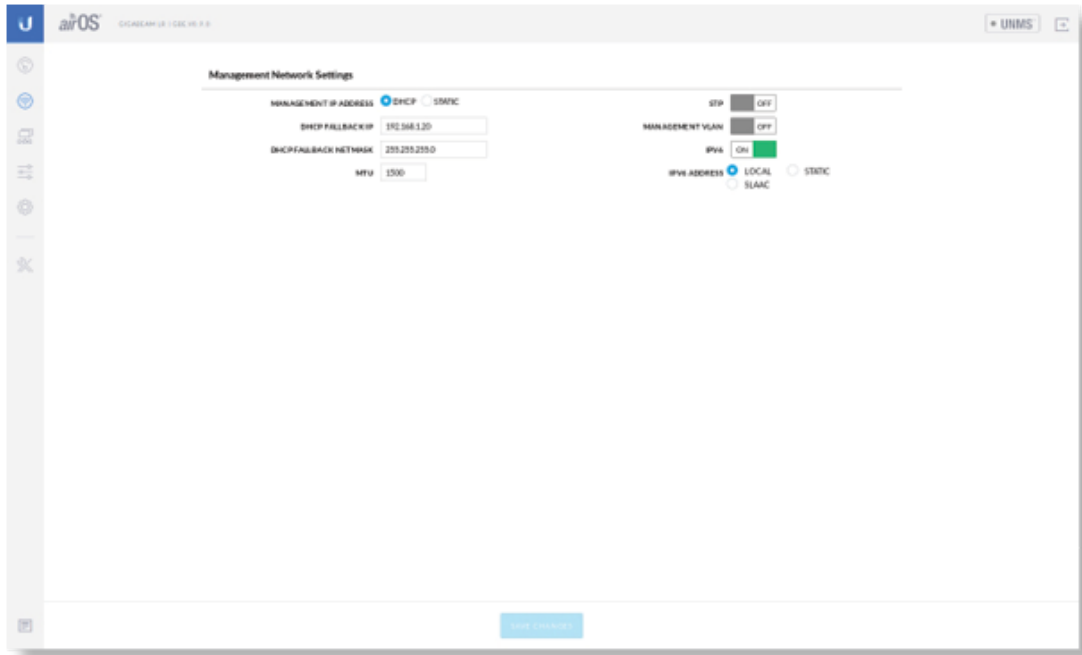 airOS
UNMS
Management Network Settings
MANAGEMENT IP ADDRESS DHCP STATIC
DHCP FALLBACK IP 192.168.1.20
DHCP FALLBACK NETMASK 255.255.255.0
MTU 1500
STP OFF
MANAGEMENT VLAN OFF
IPV6 ON
IPV6 ADDRESS LOCAL STATIC
SLAAC
SAVE CHANGES